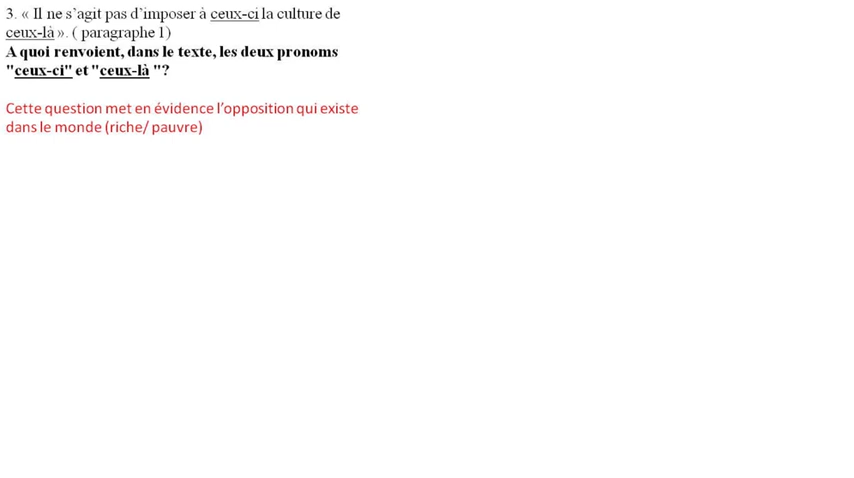 3. « Il ne s’agit pas d’imposer à ceux-ci la culture de
ceux-là ». ( paragraphe 1)
A quoi renvoient, dans le texte, les deux pronoms
"ceux-ci" et "ceux-là "?
Cette question met en évidence l’opposition qui existe
dans le monde (riche/ pauvre)